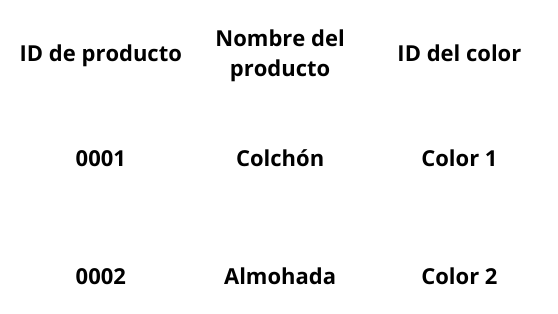 ID de producto Nombre del producto ID del color
0001 Colchón Color 1
0002 Almohada Color 2